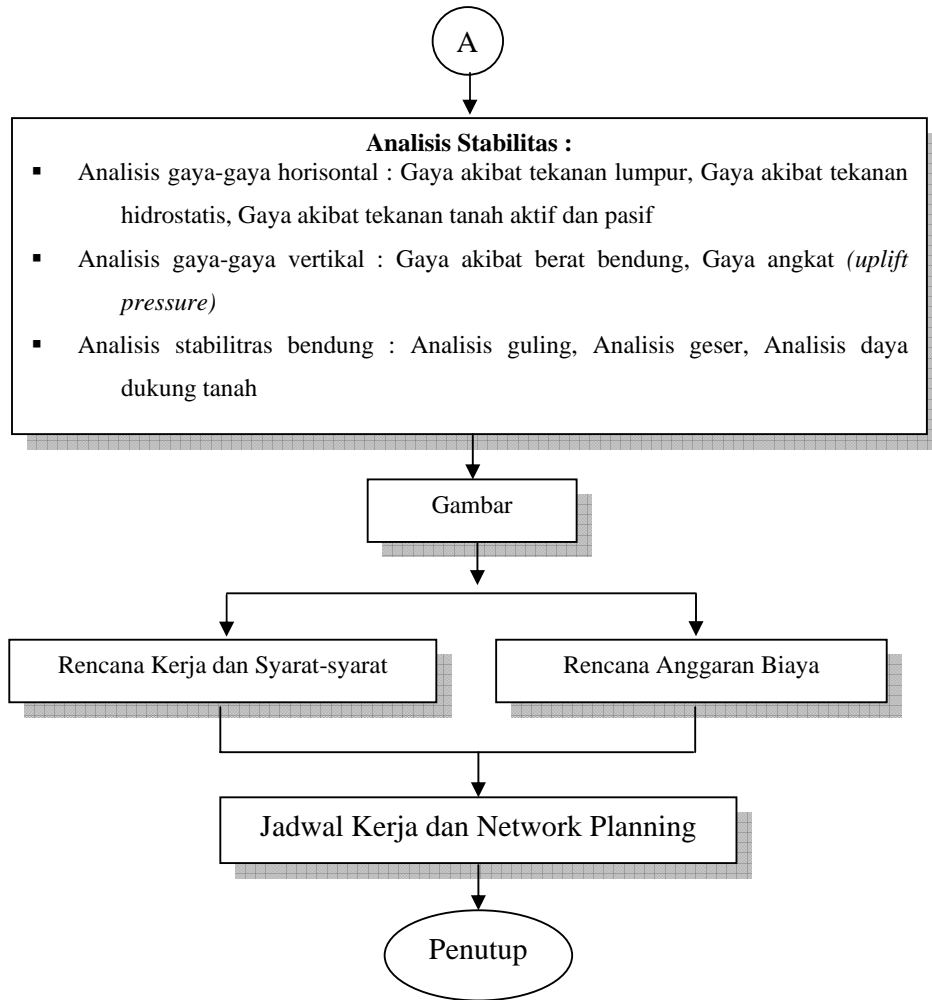 A
Analisis Stabilitas :
▪ Analisis gaya-gaya horisontal : Gaya akibat tekanan lumpur, Gaya akibat tekanan
hidrostatis, Gaya akibat tekanan tanah aktif dan pasif
▪ Analisis gaya-gaya vertikal : Gaya akibat berat bendung, Gaya angkat (uplift
pressure)
▪ Analisis stabilitras bendung : Analisis guling, Analisis geser, Analisis daya
dukung tanah
Gambar
Rencana Kerja dan Syarat-syarat
Rencana Anggaran Biaya
Jadwal Kerja dan Network Planning
Penutup